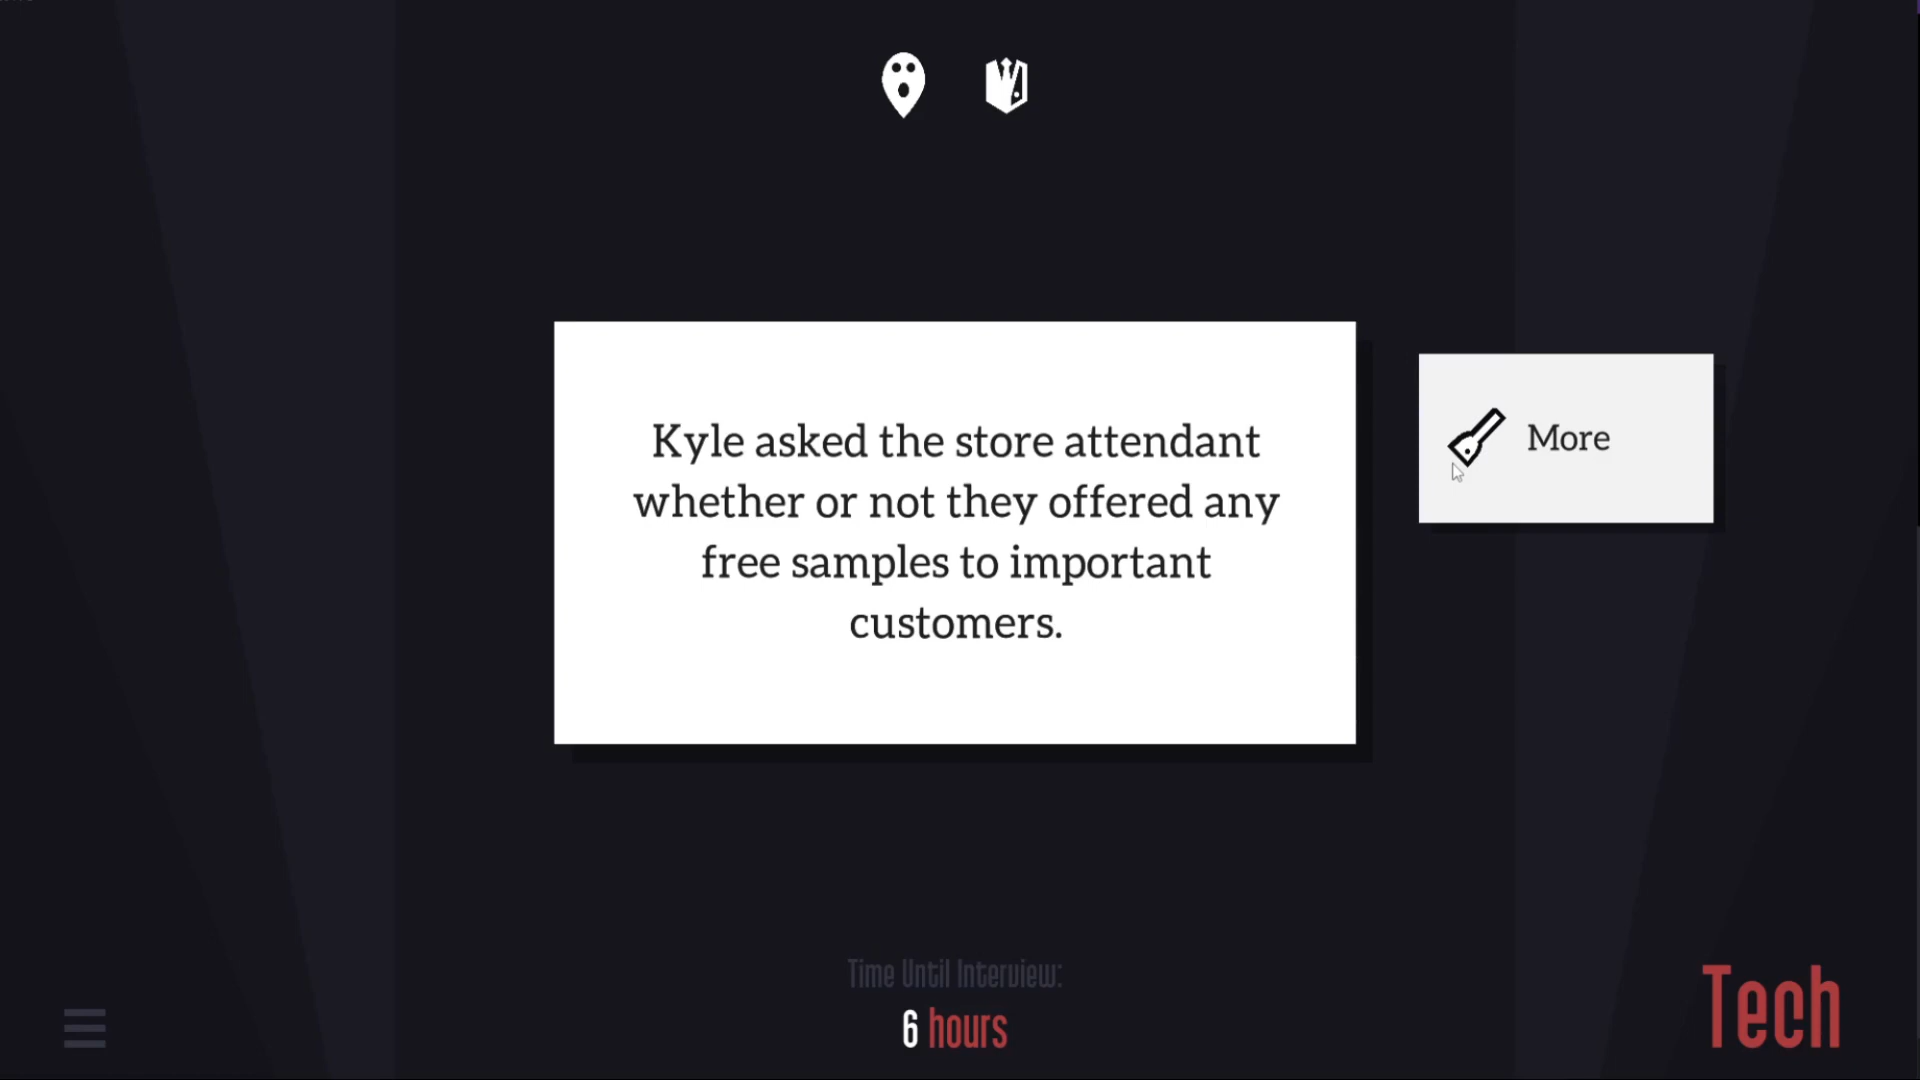 Kyle asked the store attendant
whether or not they offered any
free samples to important
customers.
More
Time Until Interview:
6 hours
Tech